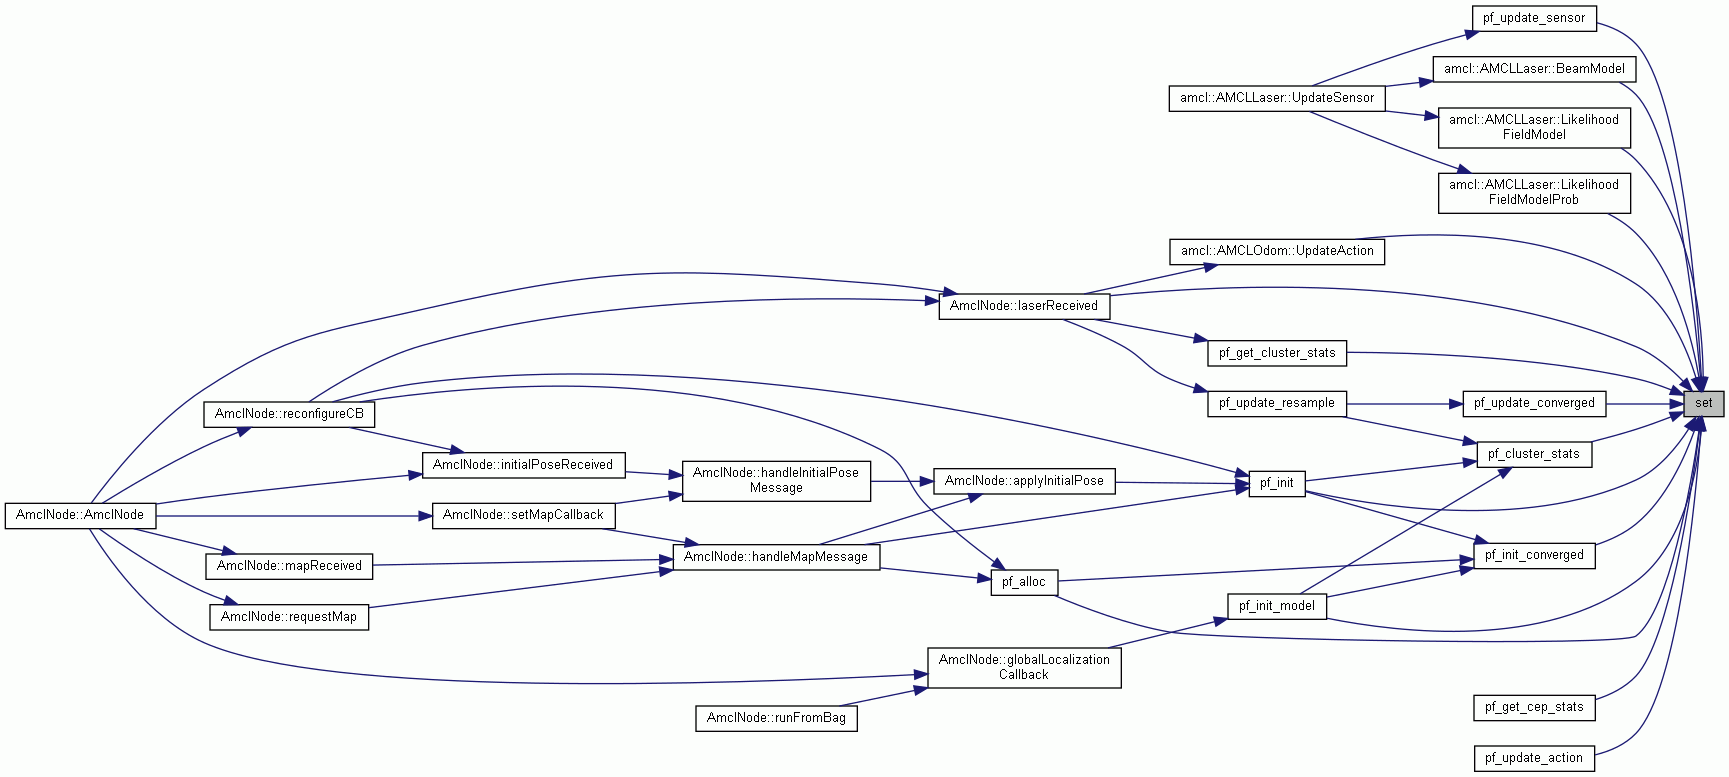 pf_update_sensor
amcl::AMCLLaser::BeamModel
amcl::AMCLLaser::UpdateSensor
amcl::AMCLLaser::Likelihood
FieldModel
amcl::AMCLLaser::Likelihood
FieldModelProb
amcl::AMCLOdom::UpdateAction
AmclNode::laserReceived
pf_get_cluster_stats
AmclNode::reconfigureCB
pf_update_resample
pf_update_converged
set
AmclNode::initialPoseReceived
AmclNode::handleInitialPose
Message
AmclNode::applyInitialPose
pf_init
pf_cluster_stats
AmclNode::AmclNode
AmclNode::setMapCallback
AmclNode::mapReceived
AmclNode::handleMapMessage
pf_alloc
pf_init_converged
AmclNode::requestMap
pf_init_model
AmclNode::globalLocalization
Callback
AmclNode::runFromBag
pf_get_cep_stats
pf_update_action